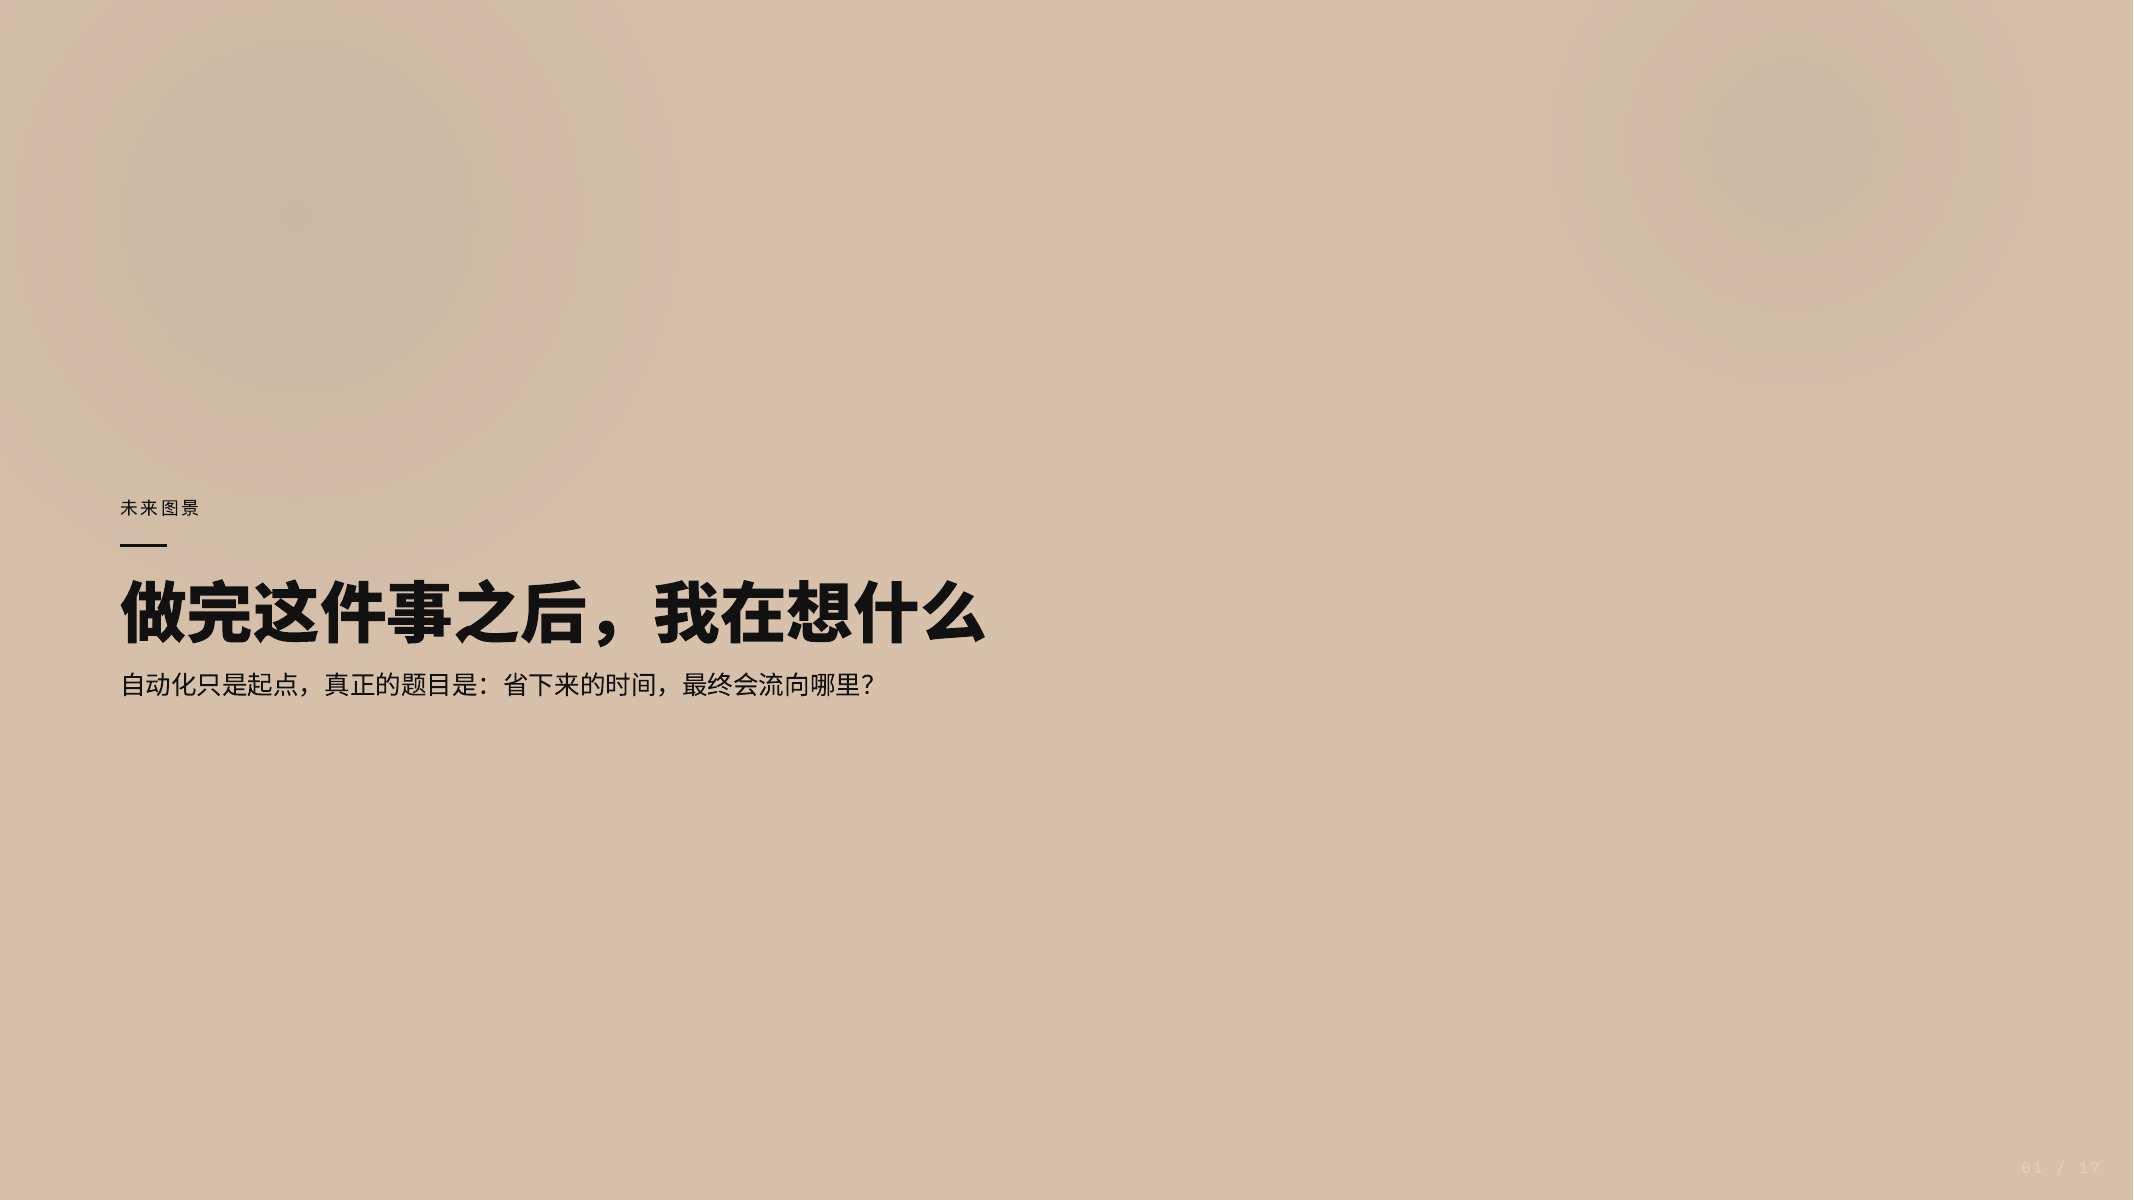 未来图景
做完这件事之后，我在想什么
自动化只是起点，真正的题目是：省下来的时间，最终会流向哪里？
01 / 17